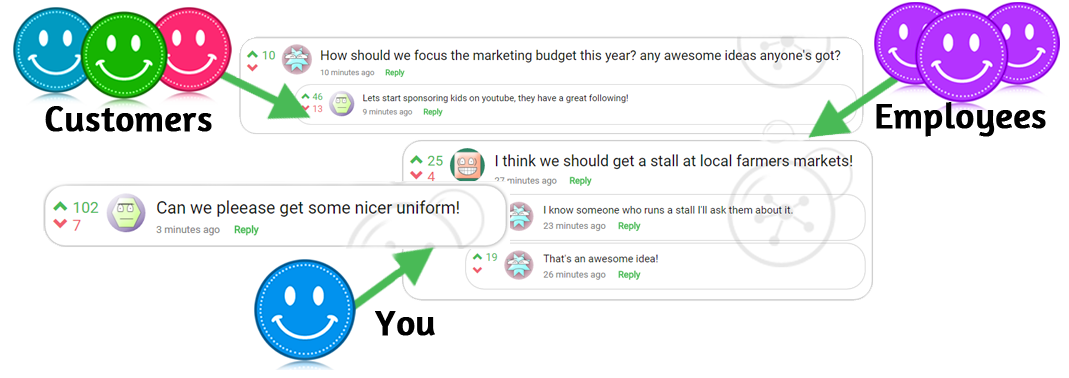 10
How should we focus the marketing budget this year? any awesome ideas anyone's got?
10 minutes ago Reply
46
13
Lets start sponsoring kids on youtube, they have a great following!
9 minutes ago Reply
Customers
Employees
25
4
I think we should get a stall at local farmers markets!
27 minutes ago Reply
102
7
Can we pleease get some nicer uniform!
3 minutes ago Reply
I know someone who runs a stall I'll ask them about it.
23 minutes ago Reply
19
That's an awesome idea!
26 minutes ago Reply
You